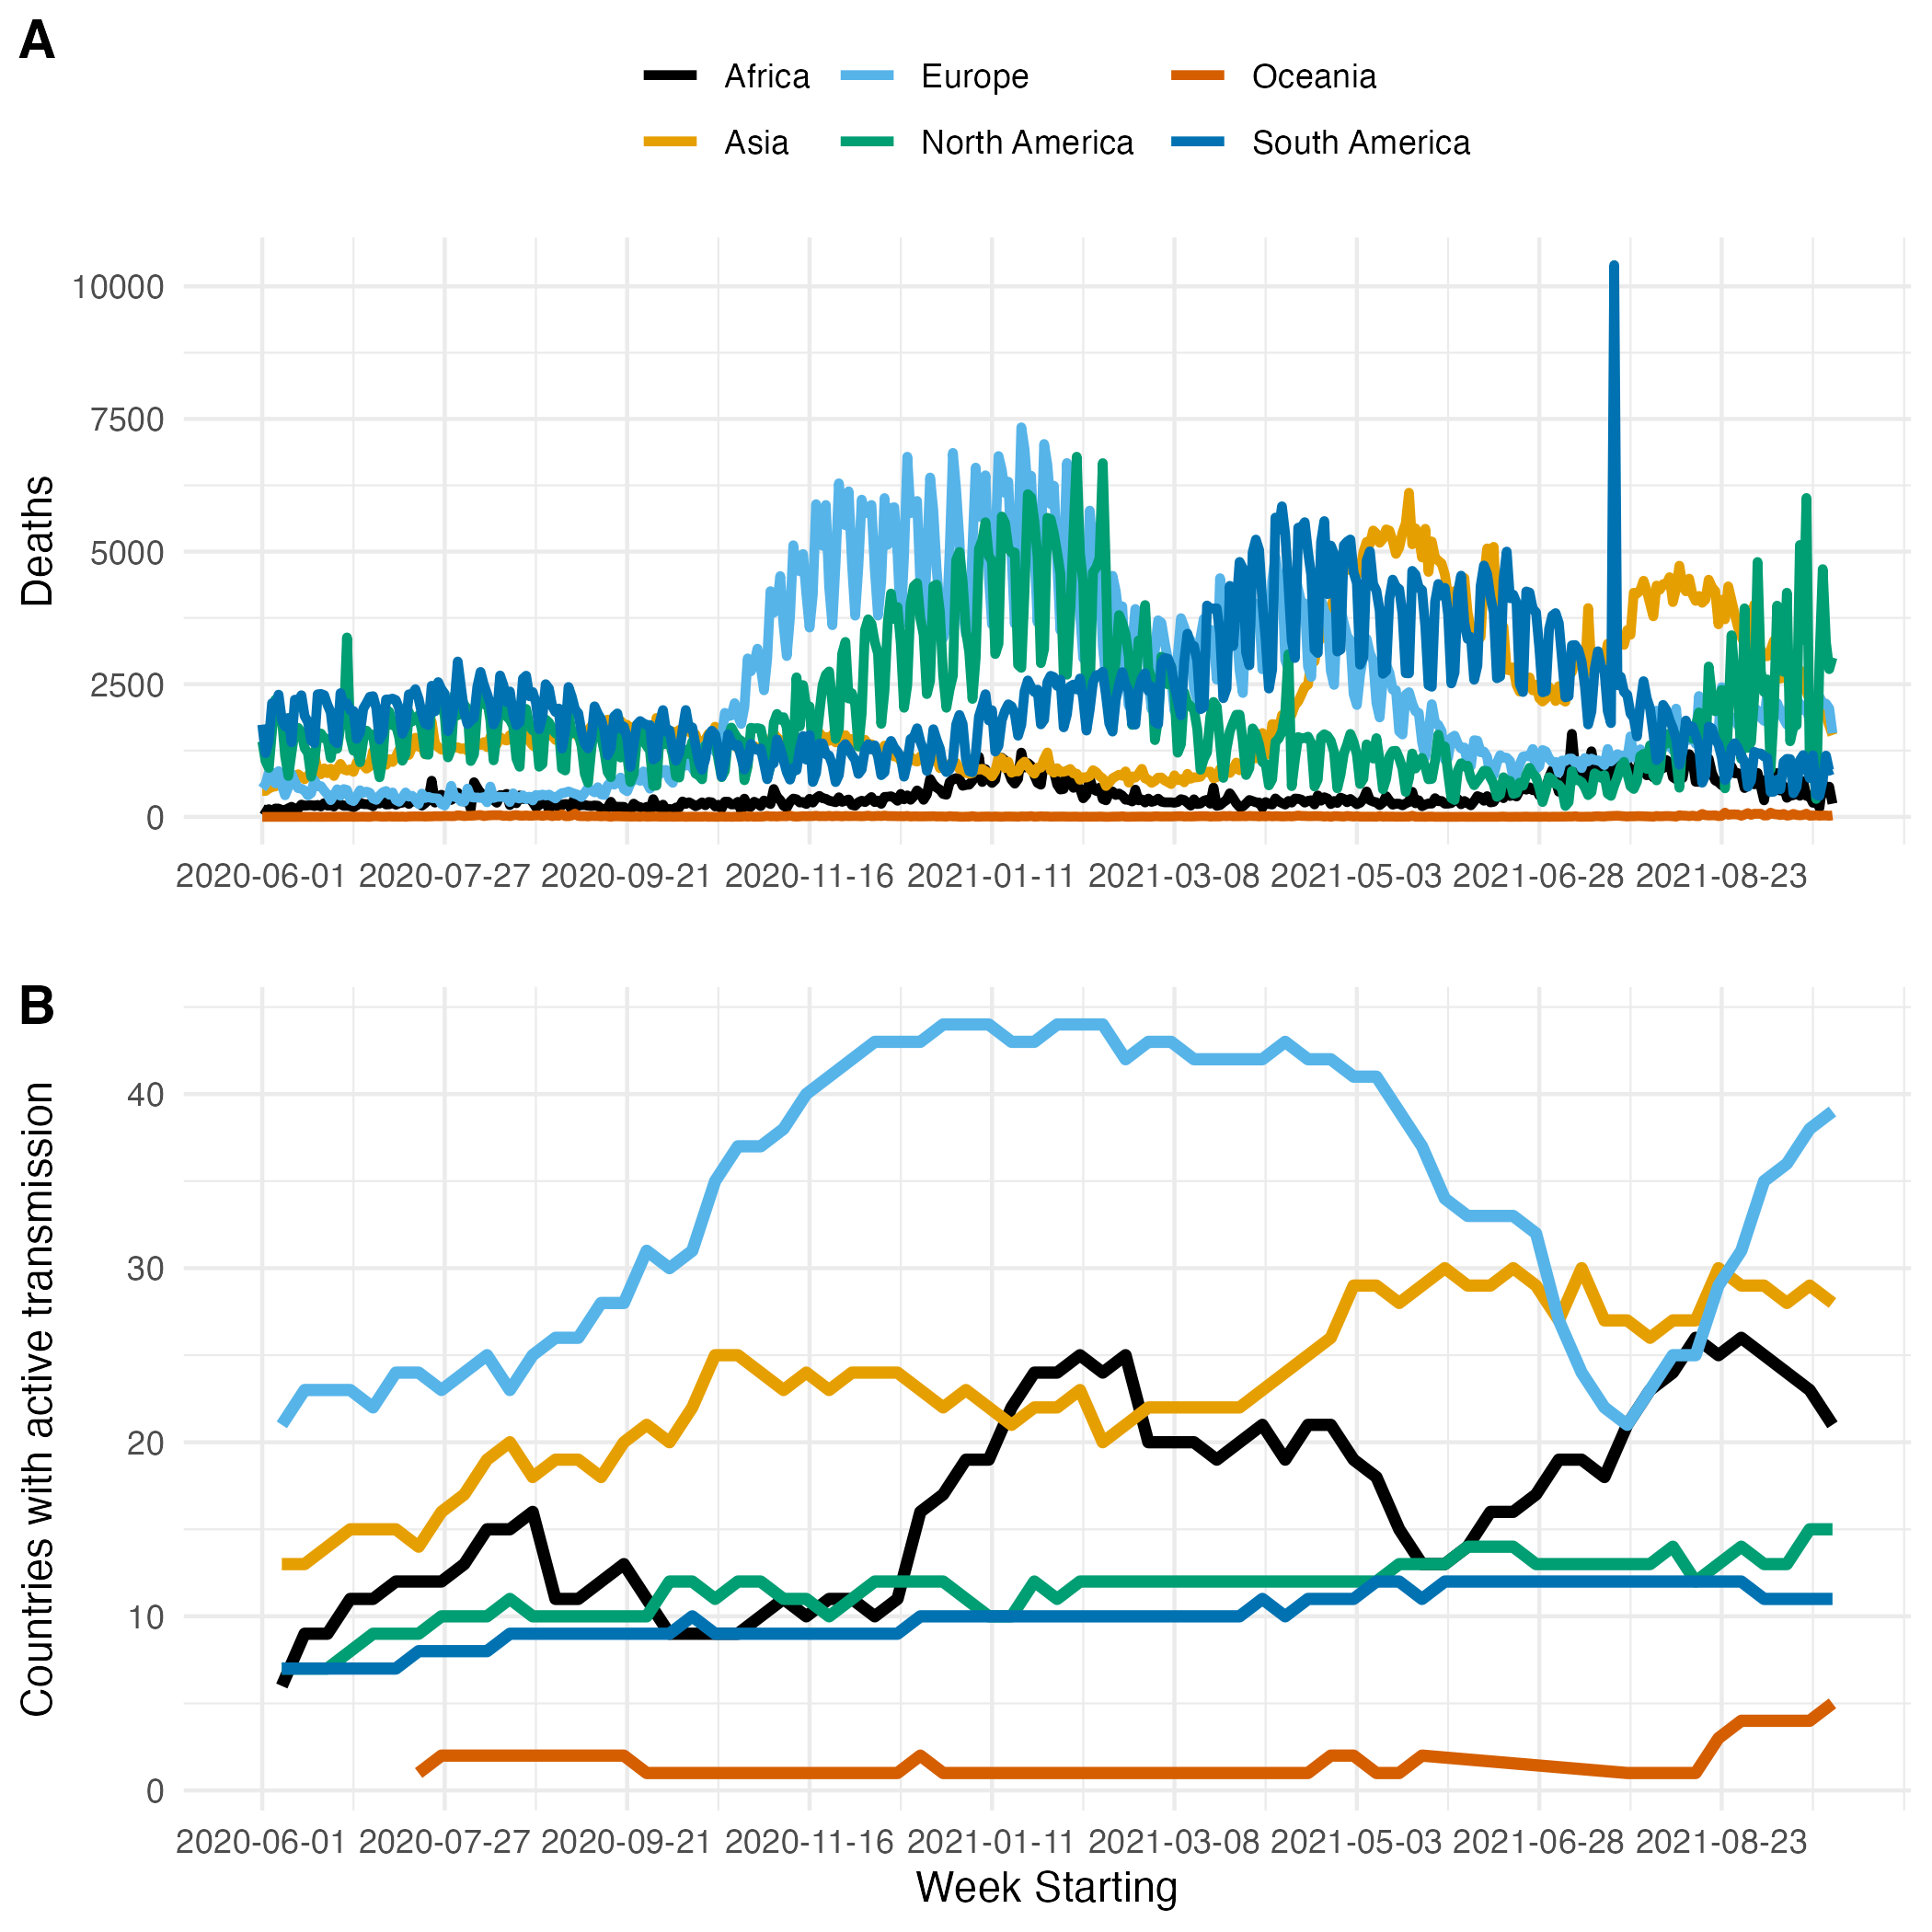 A
Africa Europe Oceania
Asia North America South America
Deaths
10000
7500
5000
2500
0
2020-06-01 2020-07-27 2020-09-21 2020-11-16 2021-01-11 2021-03-08 2021-05-03 2021-06-28 2021-08-23
B
Countries with active transmission
40
30
20
10
0
2020-06-01 2020-07-27 2020-09-21 2020-11-16 2021-01-11 2021-03-08 2021-05-03 2021-06-28 2021-08-23
Week Starting